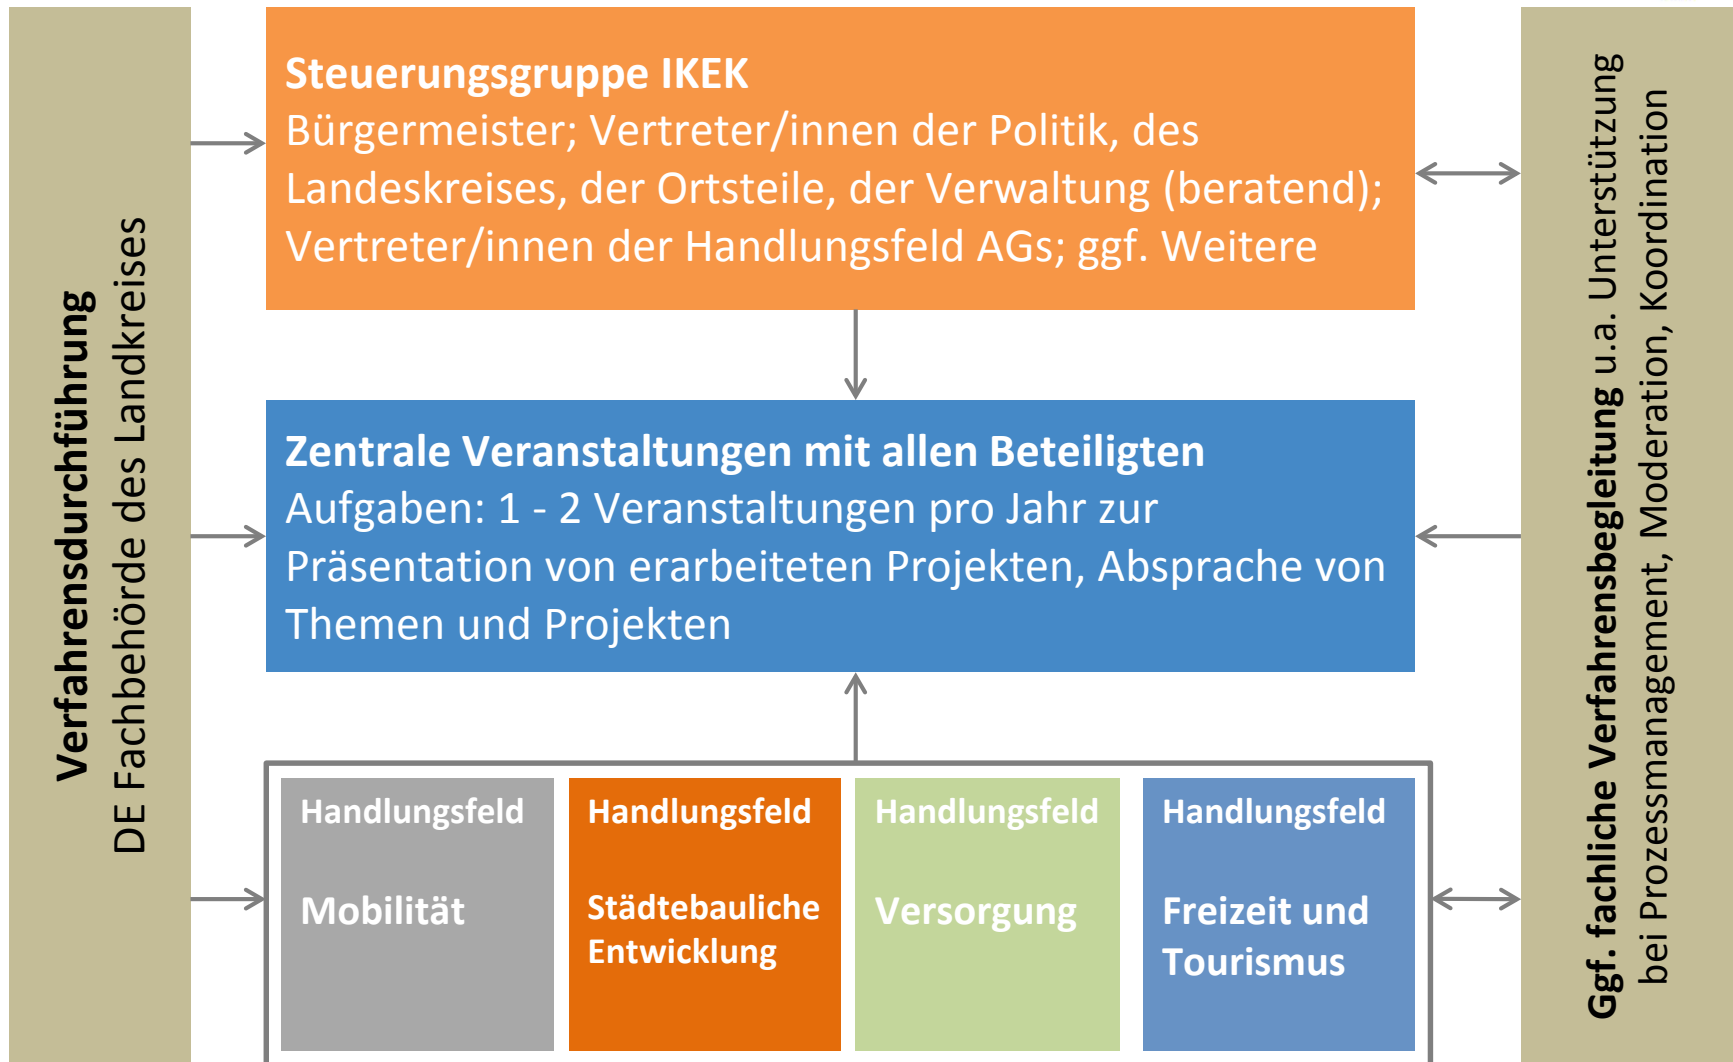 Verfahrensdurchführung
DE Fachbehörde des Landkreises
Steuerungsgruppe IKEK
Bürgermeister; Vertreter/innen der Politik, des
Landeskreises, der Ortsteile, der Verwaltung (beratend);
Vertreter/innen der Handlungsfeld AGs; ggf. Weitere
Zentrale Veranstaltungen mit allen Beteiligten
Aufgaben: 1 - 2 Veranstaltungen pro Jahr zur
Präsentation von erarbeiteten Projekten, Absprache von
Themen und Projekten
Handlungsfeld
Mobilität
Handlungsfeld
Städtebauliche
Entwicklung
Handlungsfeld
Versorgung
Handlungsfeld
Freizeit und
Tourismus
Ggf. fachliche Verfahrensbegleitung u.a. Unterstützung
bei Prozessmanagement, Moderation, Koordination